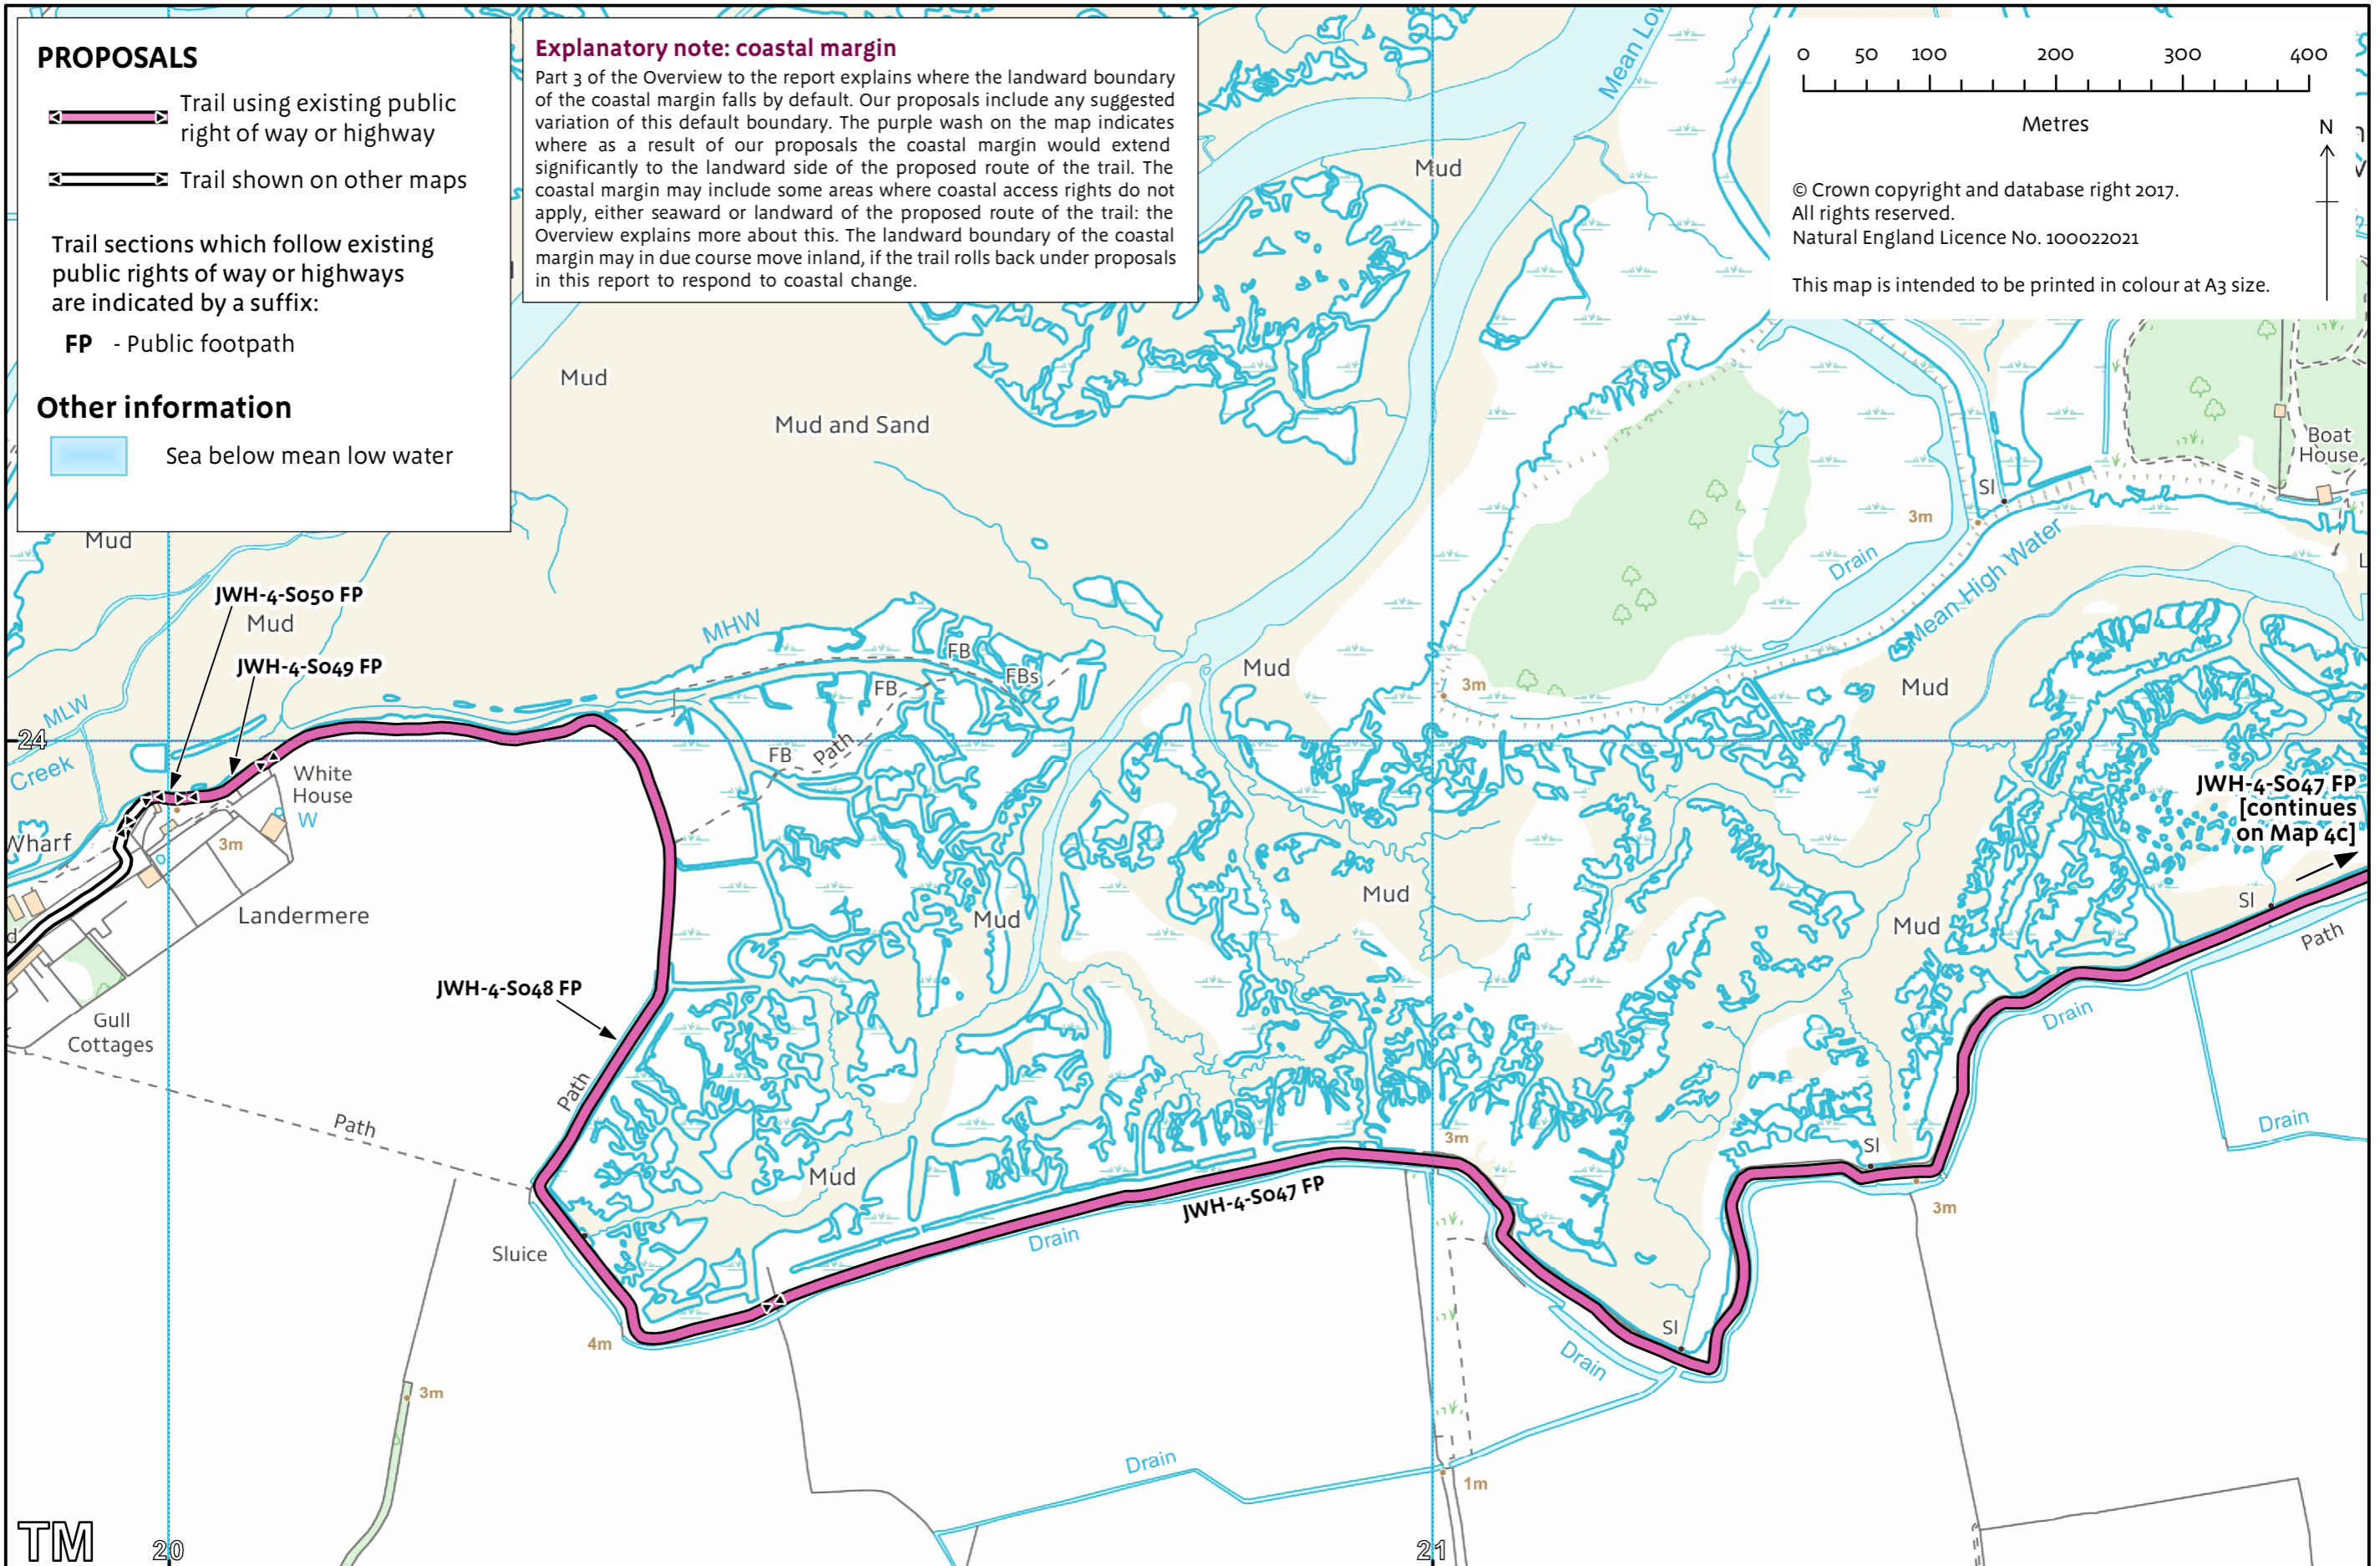 PROPOSALS
Trail using existing public
right of way or highway
Trail shown on other maps
Trail sections which follow existing
public rights of way or highways
are indicated by a suffix:
FP - Public footpath
Other information
Sea below mean low water
Explanatory note: coastal margin
Part 3 of the Overview to the report explains where the landward boundary
of the coastal margin falls by default. Our proposals include any suggested
variation of this default boundary. The purple wash on the map indicates
where as a result of our proposals the coastal margin would extend
significantly to the landward side of the proposed route of the trail. The
coastal margin may include some areas where coastal access rights do not
apply, either seaward or landward of the proposed route of the trail: the
Overview explains more about this. The landward boundary of the coastal
margin may in due course move inland, if the trail rolls back under proposals
in this report to respond to coastal change.
0 50 100 200 300 400
Metres
N
© Crown copyright and database right 2017.
All rights reserved.
Natural England Licence No. 100022021
This map is intended to be printed in colour at A3 size.
Mean Low
Mud
Mud
Mud and Sand
Boat
House
Sl
3m
Drain
Mean High Water
Mud
JWH-4-S050 FP
Mud
JWH-4-S049 FP
MHW
FB
FBs
FB
Mud
3m
Mud
MLW
24
Creek
FB
Path
White
House
W
Wharf
3m
JWH-4-S047 FP
[continues
on Map 4c]
Sl
Path
Landermere
Mud
Mud
Mud
JWH-4-S048 FP
Gull
Cottages
Drain
Path
Path
Drain
3m
Sl
Mud
JWH-4-S047 FP
3m
Drain
Sluice
4m
Sl
Drain
3m
Drain
1m
TM
20
21